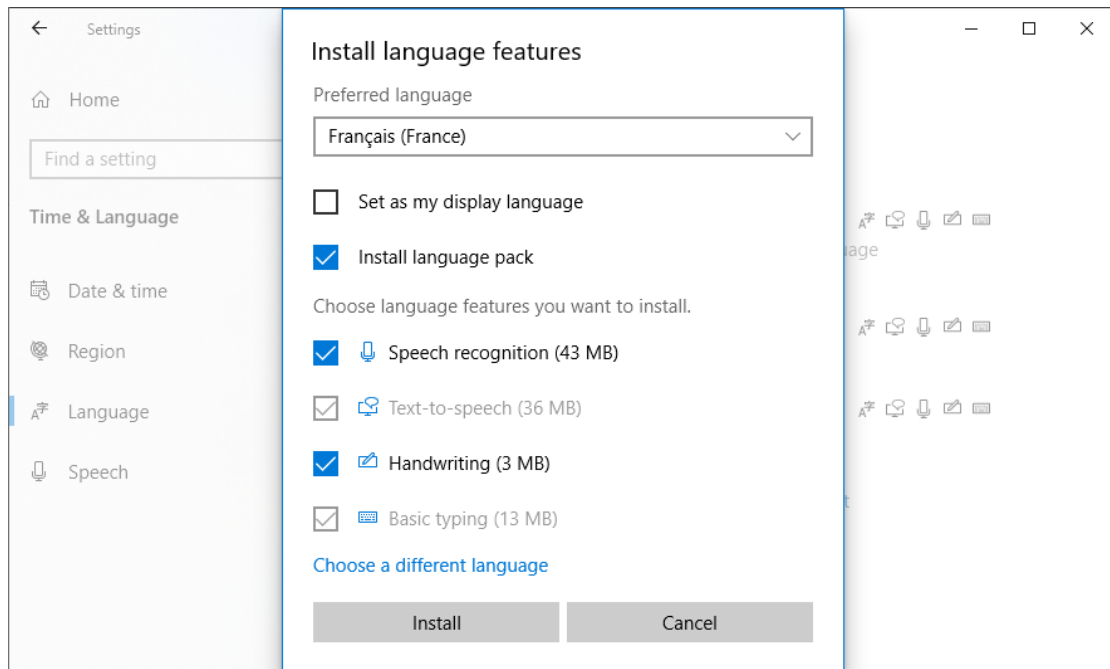 Settings
Home
Find a setting
Time & Language
Date & time
Region
Language
Speech
Install language features
Preferred language
Français (France)
Set as my display language
Install language pack
Choose language features you want to install.
Speech recognition (43 MB)
Text-to-speech (36 MB)
Handwriting (3 MB)
Basic typing (13 MB)
Choose a different language
Install
Cancel